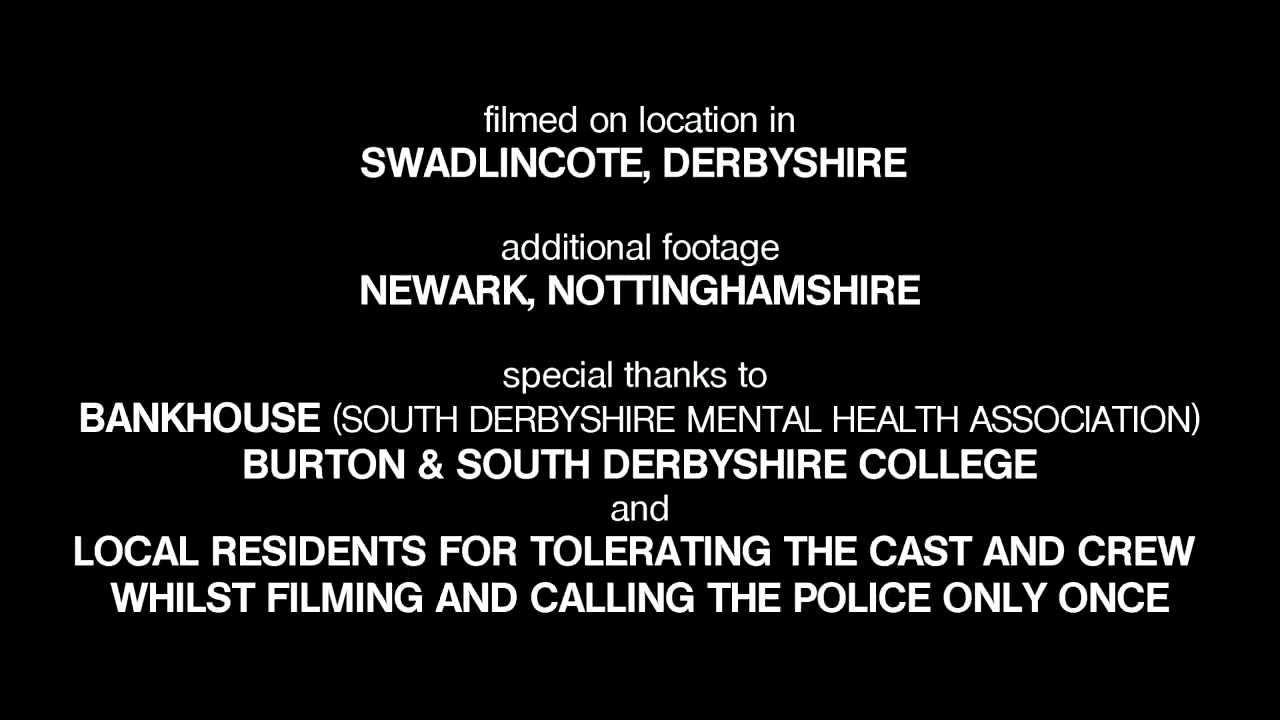 filmed on location in
SWADLINCOTE, DERBYSHIRE
additional footage
NEWARK, NOTTINGHAMSHIRE
special thanks to
BANKHOUSE (SOUTH DERBYSHIRE MENTAL HEALTH ASSOCIATION)
BURTON & SOUTH DERBYSHIRE COLLEGE
and
LOCAL RESIDENTS FOR TOLERATING THE CAST AND CREW
WHILST FILMING AND CALLING THE POLICE ONLY ONCE